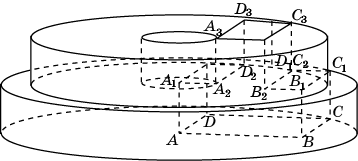 D₃
C₃
A₃
A₁ A₂ D₂ B₂ D₁ C₂ B₁ C₁
D
C
A
B